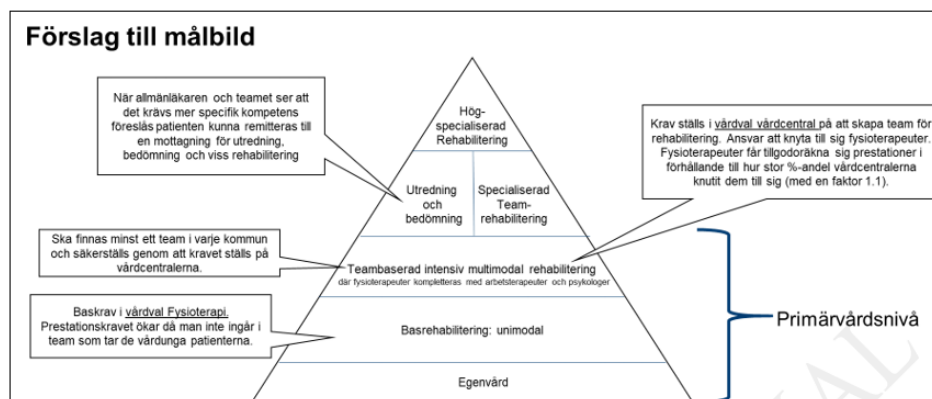 Förslag till målbild
När allmänläkaren och teamet ser att
det krävs mer specifik kompetens
föreslås patienten kunna remitteras till
en mottagning för utredning,
bedömning och viss rehabilitering
Hög-
specialiserad
Rehabilitering
Krav ställs i vårdval vårdcentral på att skapa team för
rehabilitering. Ansvar att knyta till sig fysioterapeuter.
Fysioterapeuter får tillgodoräkna sig prestationer i
förhållande till hur stor %-andel vårdcentralerna
knutit dem till sig (med en faktor 1.1).
Utredning
och
bedömning
Specialiserad
Team-
rehabilitering
Ska finnas minst ett team i varje kommun
och säkerställs genom att kravet ställs på
vårdcentralerna.
Teambaserad intensiv multimodal rehabilitering
där fysioterapeuter kompletteras med arbetsterapeuter och psykologer
Baskrav i vårdval Fysioterapi.
Prestationskravet ökar då man inte ingår i
team som tar de vårdunga patienterna.
Basrehabilitering: unimodal
Primärvårdsnivå
Egenvård